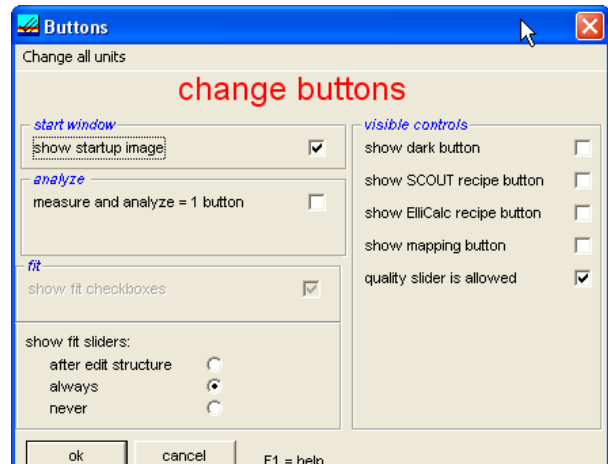 Buttons
Change all units
change buttons
start window
show startup image
analyze
measure and analyze = 1 button
fit
show fit checkboxes
show fit sliders:
after edit structure
always
never
visible controls
show dark button
show SCOUT recipe button
show ElliCalc recipe button
show mapping button
quality slider is allowed
ok
cancel
F1 = help